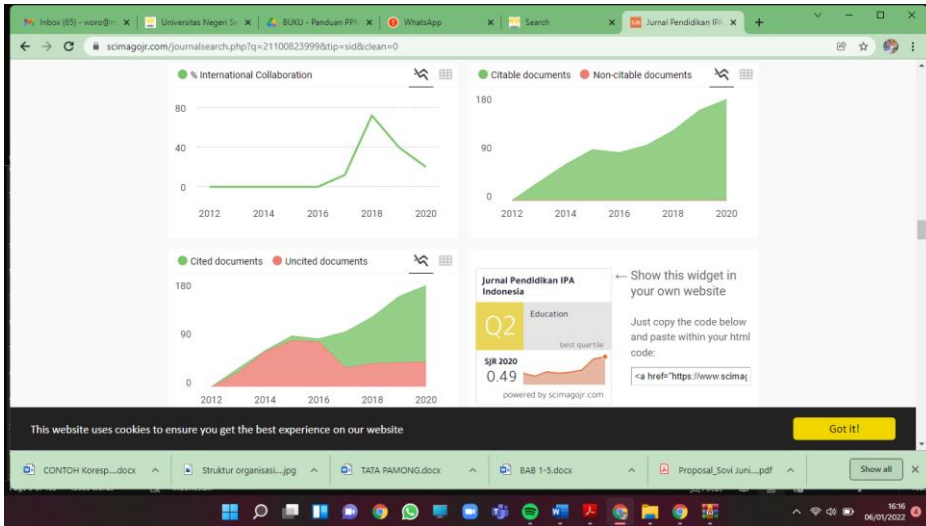 Inbox (65) - woro@m
Universitas Negeri Se
BUKU - Panduan PPL
WhatsApp
Search
Jurnal Pendidikan IPA
scimagojr.com/journalsearch.php?q=21100823999&tip=sid&clean=0
% International Collaboration
80
40
0
2012 2014 2016 2018 2020
Citable documents Non-citable documents
180
90
0
2012 2014 2016 2018 2020
Cited documents Uncited documents
180
90
0
2012 2014 2016 2018 2020
Jurnal Pendidikan IPA
Indonesia
Q2
Education
best quartile
SJR 2020
0.49
powered by scimagojr.com
← Show this widget in
your own website
Just copy the code below
and paste within your html
code:
<a href="https://www.scimag
This website uses cookies to ensure you get the best experience on our website
Got it!
CONTOH Koresp....docx
Struktur organisasi....jpg
TATA PAMONG.docx
BAB 1-5.docx
Proposal_Sovi Juni....pdf
Show all
16:16
06/01/2022
4